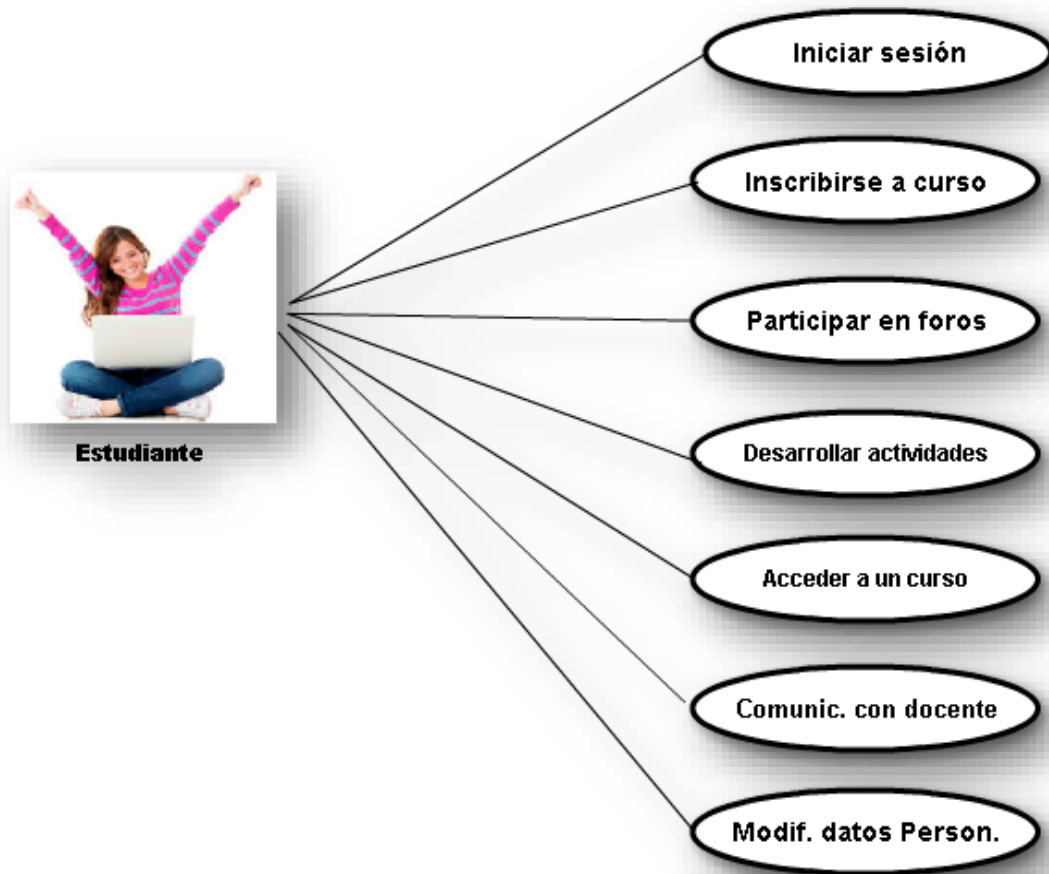 Iniciar sesión
Inscribirse a curso
Participar en foros
Estudiante
Desarrollar actividades
Acceder a un curso
Comunic. con docente
Modif. datos Person.